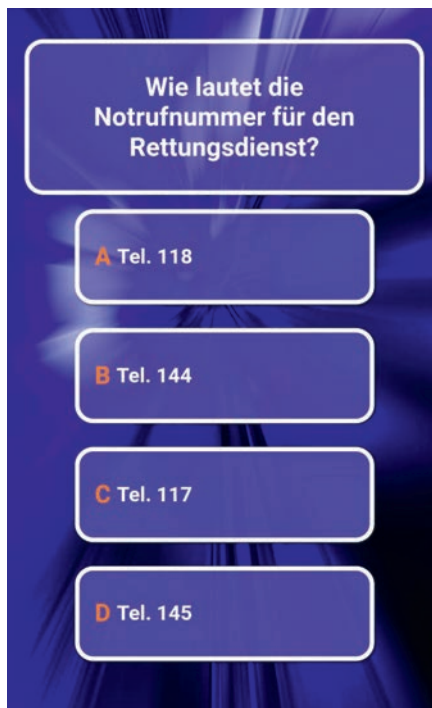 Wie lautet die
Notrufnummer für den
Rettungsdienst?
A Tel. 118
B Tel. 144
C Tel. 117
D Tel. 145